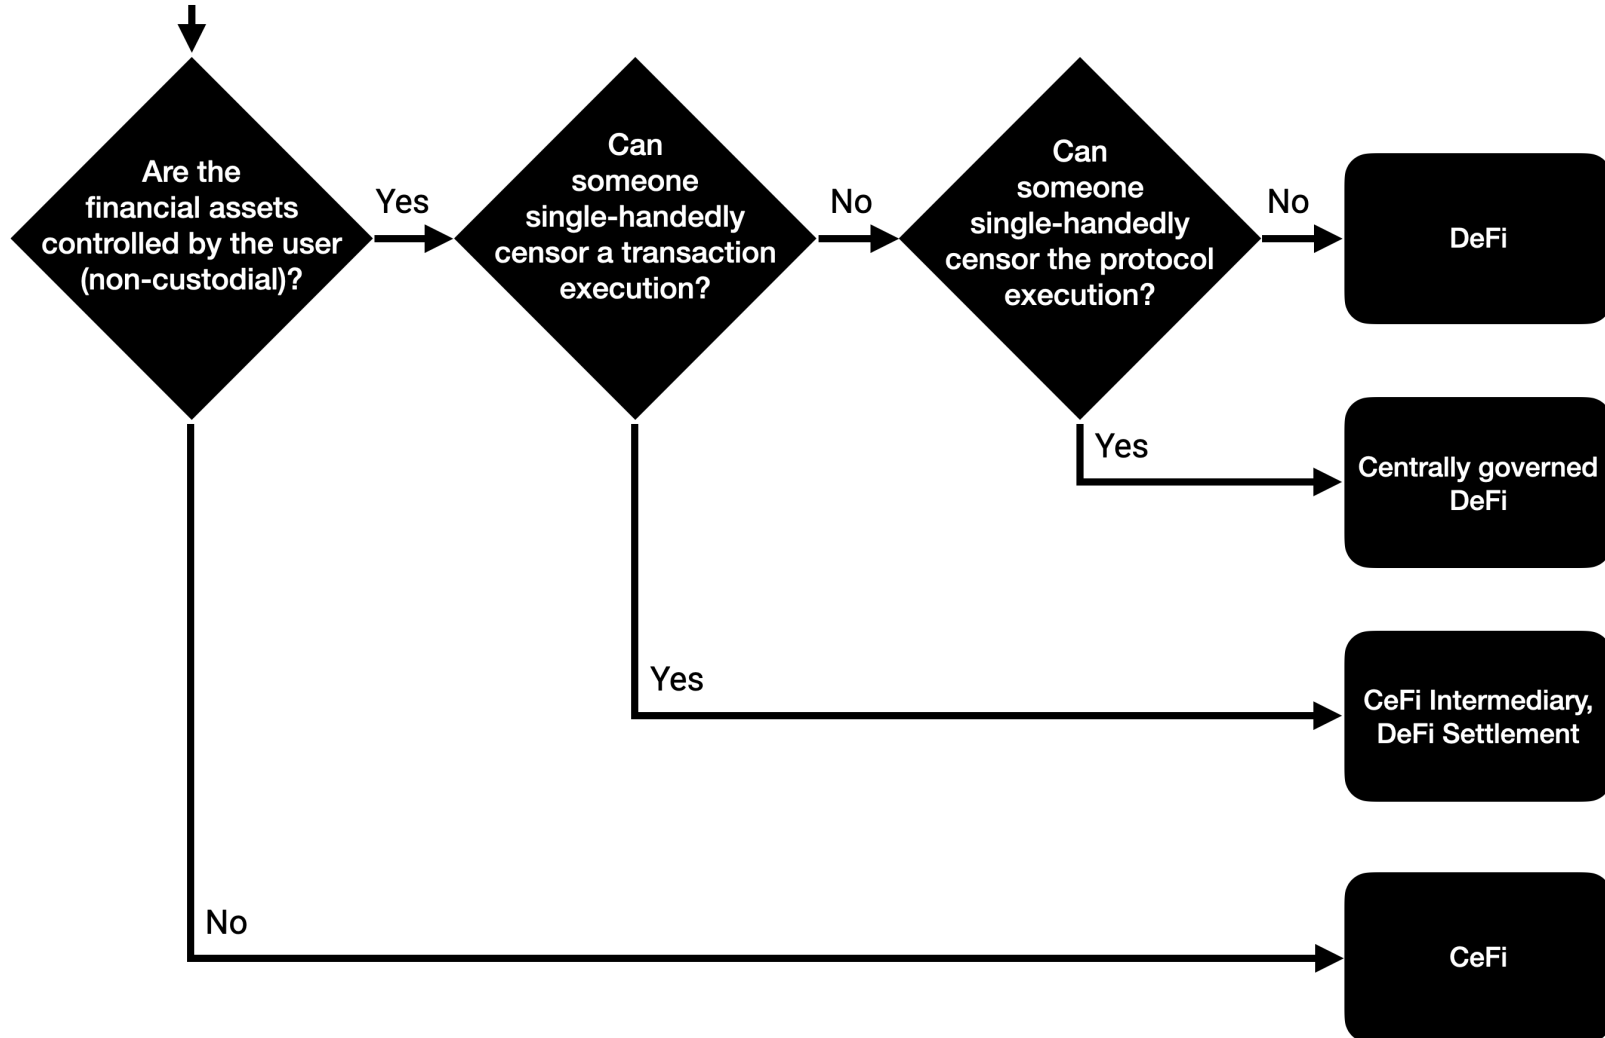 Are the
financial assets
controlled by the user
(non-custodial)?
Yes
Can
someone
single-handedly
censor a transaction
execution?
No
Can
someone
single-handedly
censor the protocol
execution?
No
DeFi
Yes
Centrally governed
DeFi
Yes
CeFi Intermediary,
DeFi Settlement
No
CeFi